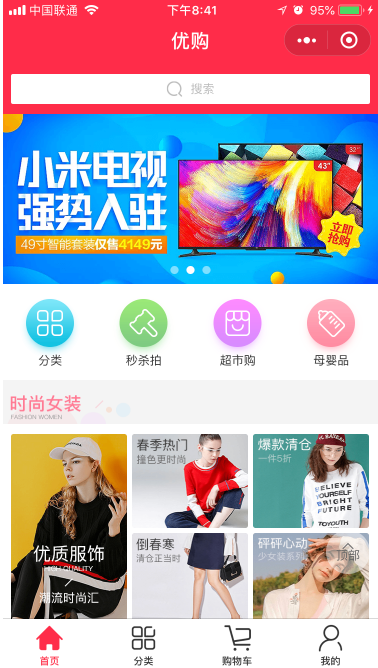 中国联通 下午8:41 95%
优购
搜索
小米电视
强势入驻
49寸智能套装仅售4149元
32"
43"
立即
抢购
分类 秒杀拍 超市购 母婴品
时尚女装
FASHION WOMEN
优质服饰
HIGH QUALITY
潮流时尚汇
春季热门
撞色更时尚
爆款清仓
一件5折
BELIEVE
YOURSELF
BRIGHT
FUTURE
TOYOUTH
倒春寒
清仓正当时
砰砰心动
少女装系列
顶部
首页 分类 购物车 我的